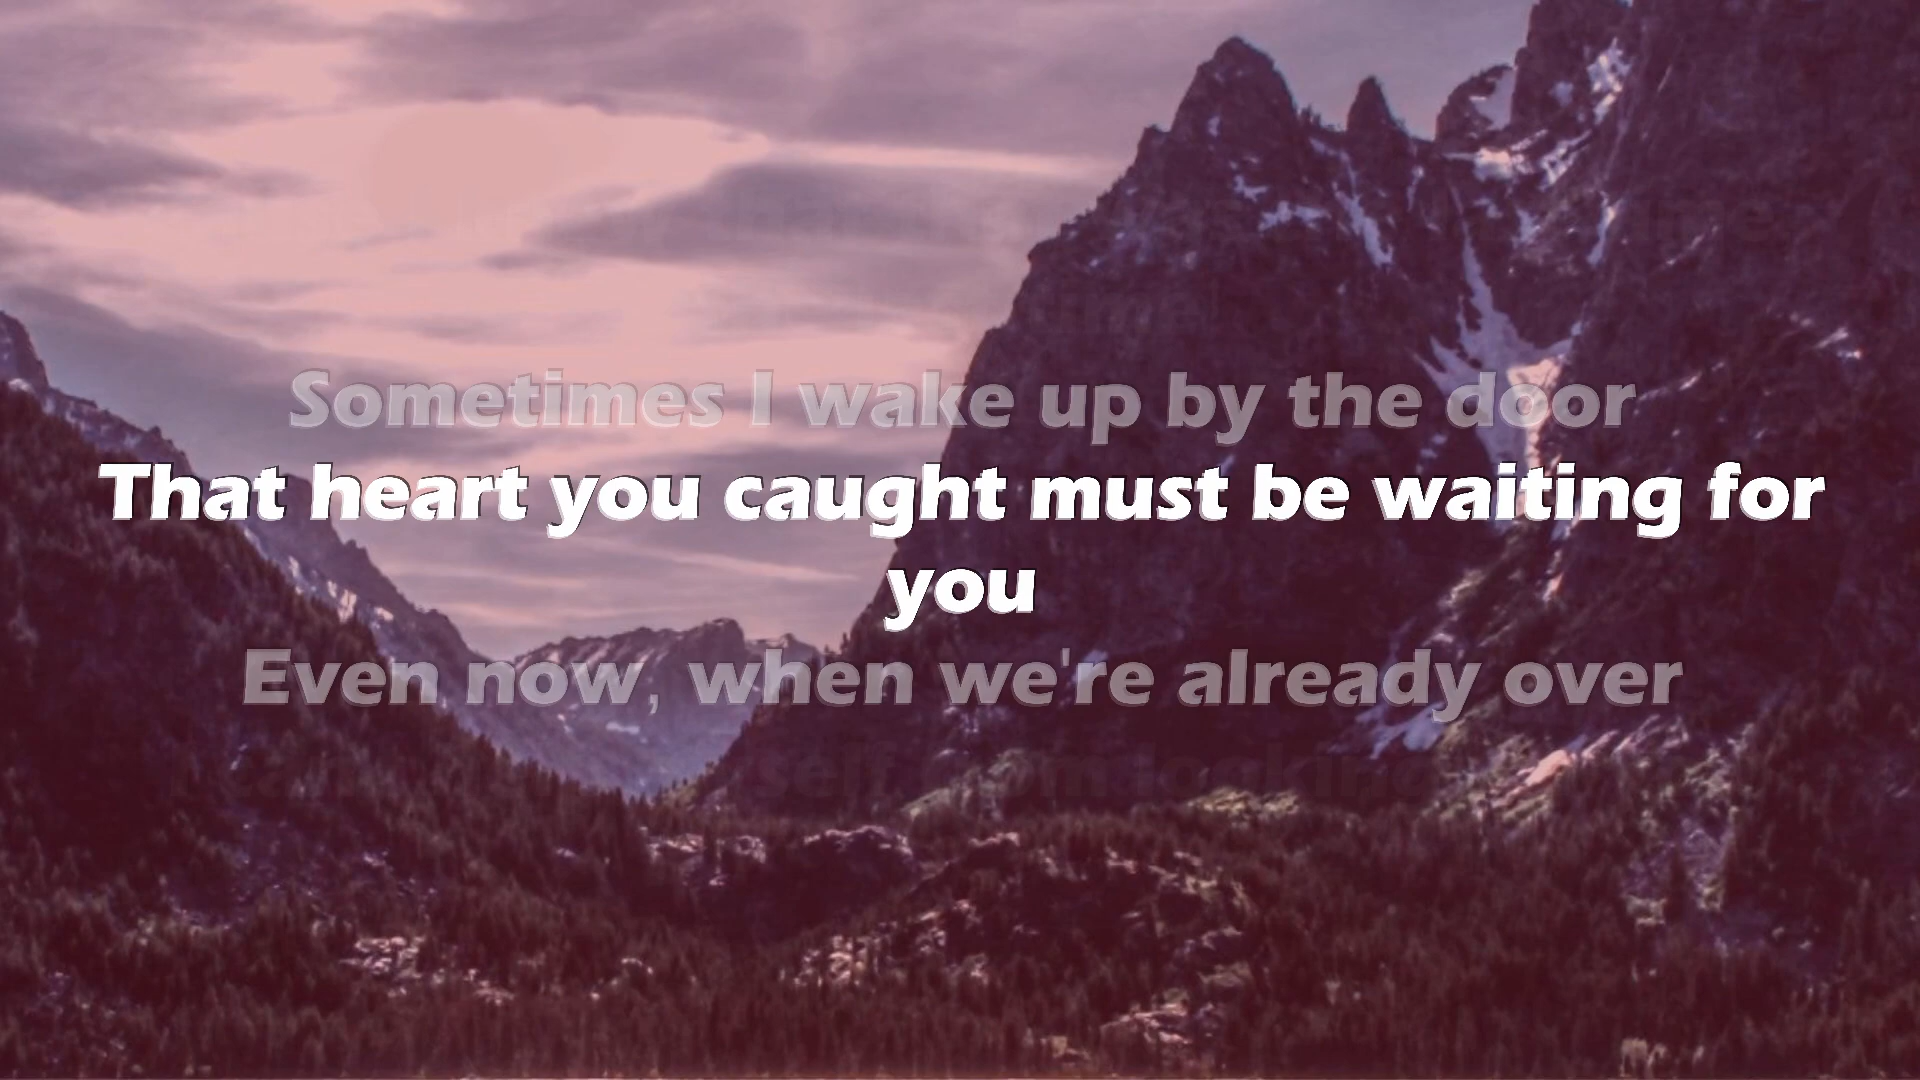 Sometimes I wake up by the door
That heart you caught must be waiting for
you
Even now, when we're already over